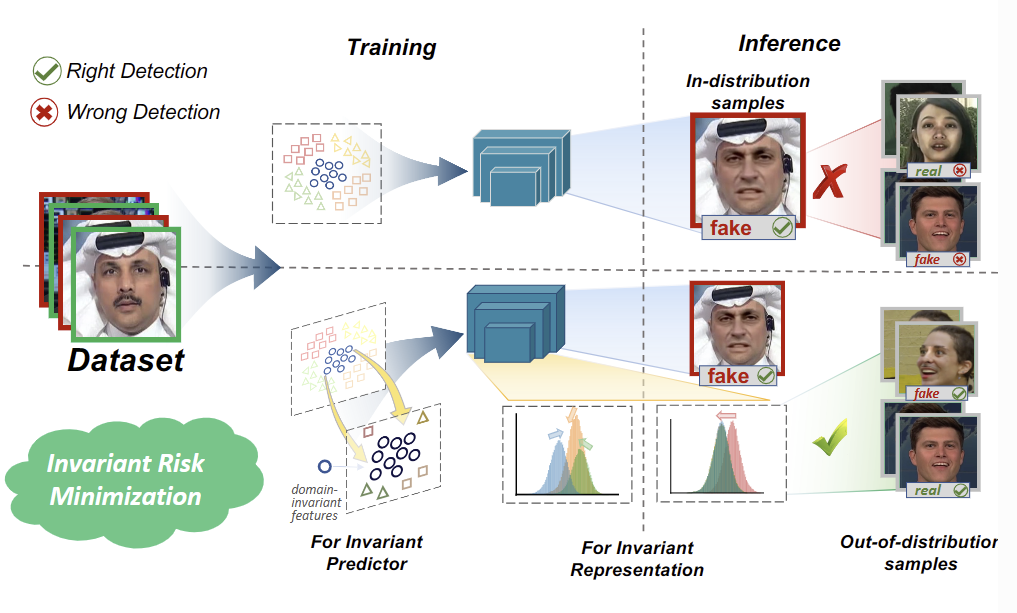 Training
Inference
Right Detection
Wrong Detection
In-distribution
samples
fake
real
fake
Dataset
fake
fake
real
Invariant Risk
Minimization
domain-
invariant
features
For Invariant
Predictor
For Invariant
Representation
Out-of-distribution
samples